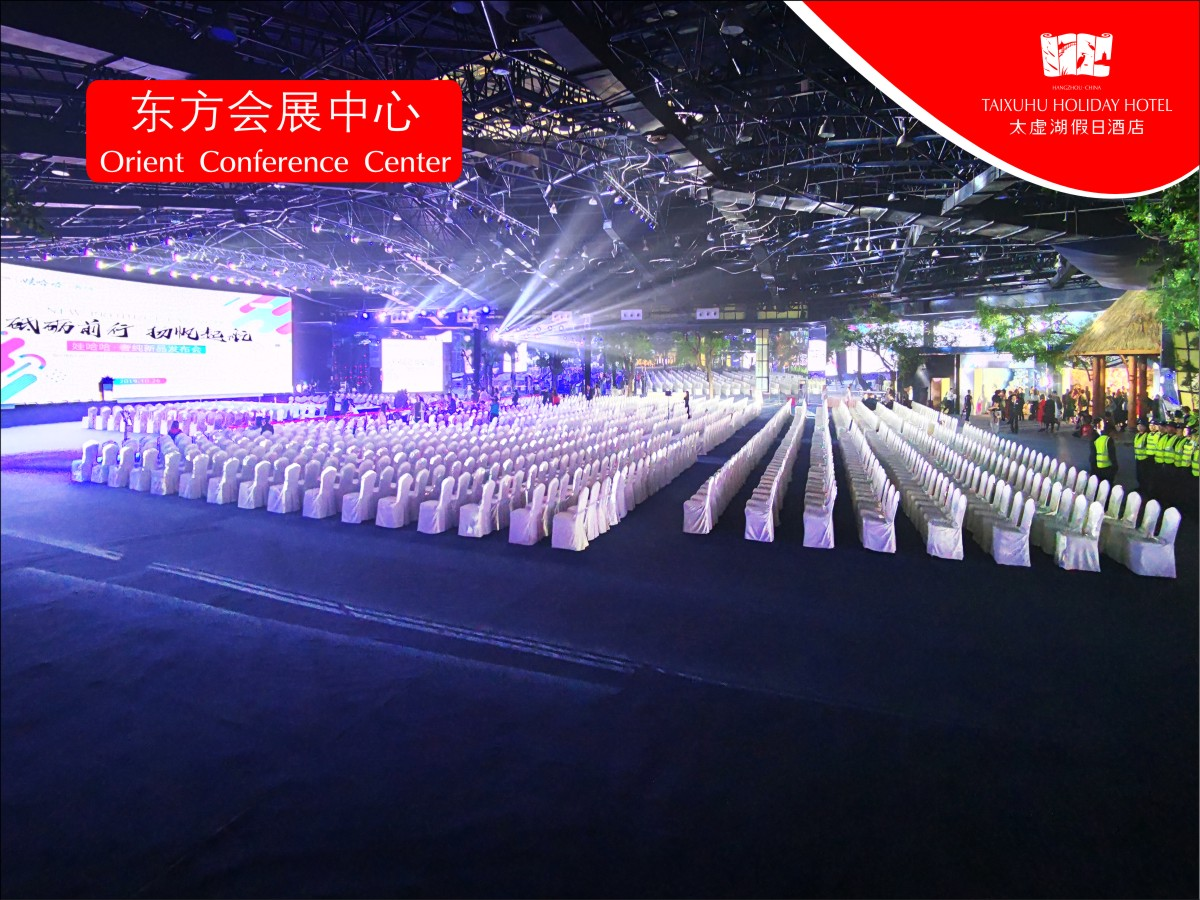 东方会展中心
Orient Conference Center
HANGZHOU·CHINA
TAIXUHU HOLIDAY HOTEL
太虚湖假日酒店
砥砺前行 扬帆起航